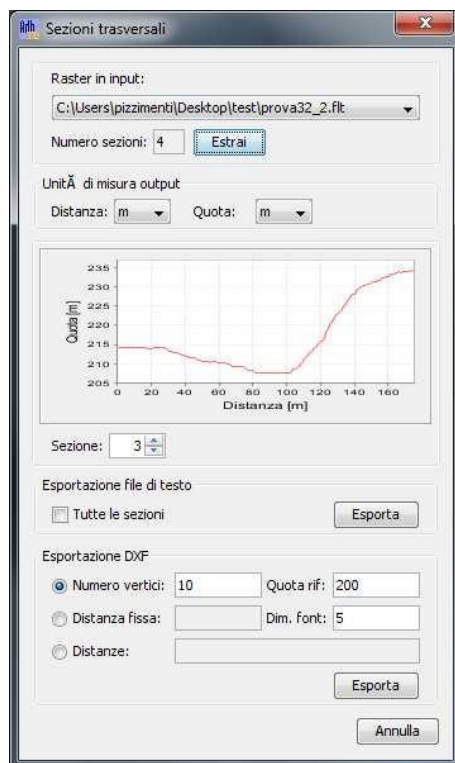 Sezioni trasversali
Raster in input:
C:\Users\pizzimenti\Desktop\test\prova32_2.flt
Numero sezioni: 4 Estrai
UnitĂ di misura output
Distanza: m Quota: m
235
230
225
220
215
210
205
Quota [m]
0 20 40 60 80 100 120 140 160
Distanza [m]
Sezione: 3
Esportazione file di testo
Tutte le sezioni Esporta
Esportazione DXF
Numero vertici: 10 Quota rif: 200
Distanza fissa: Dim. font: 5
Distanze:
Esporta
Annulla